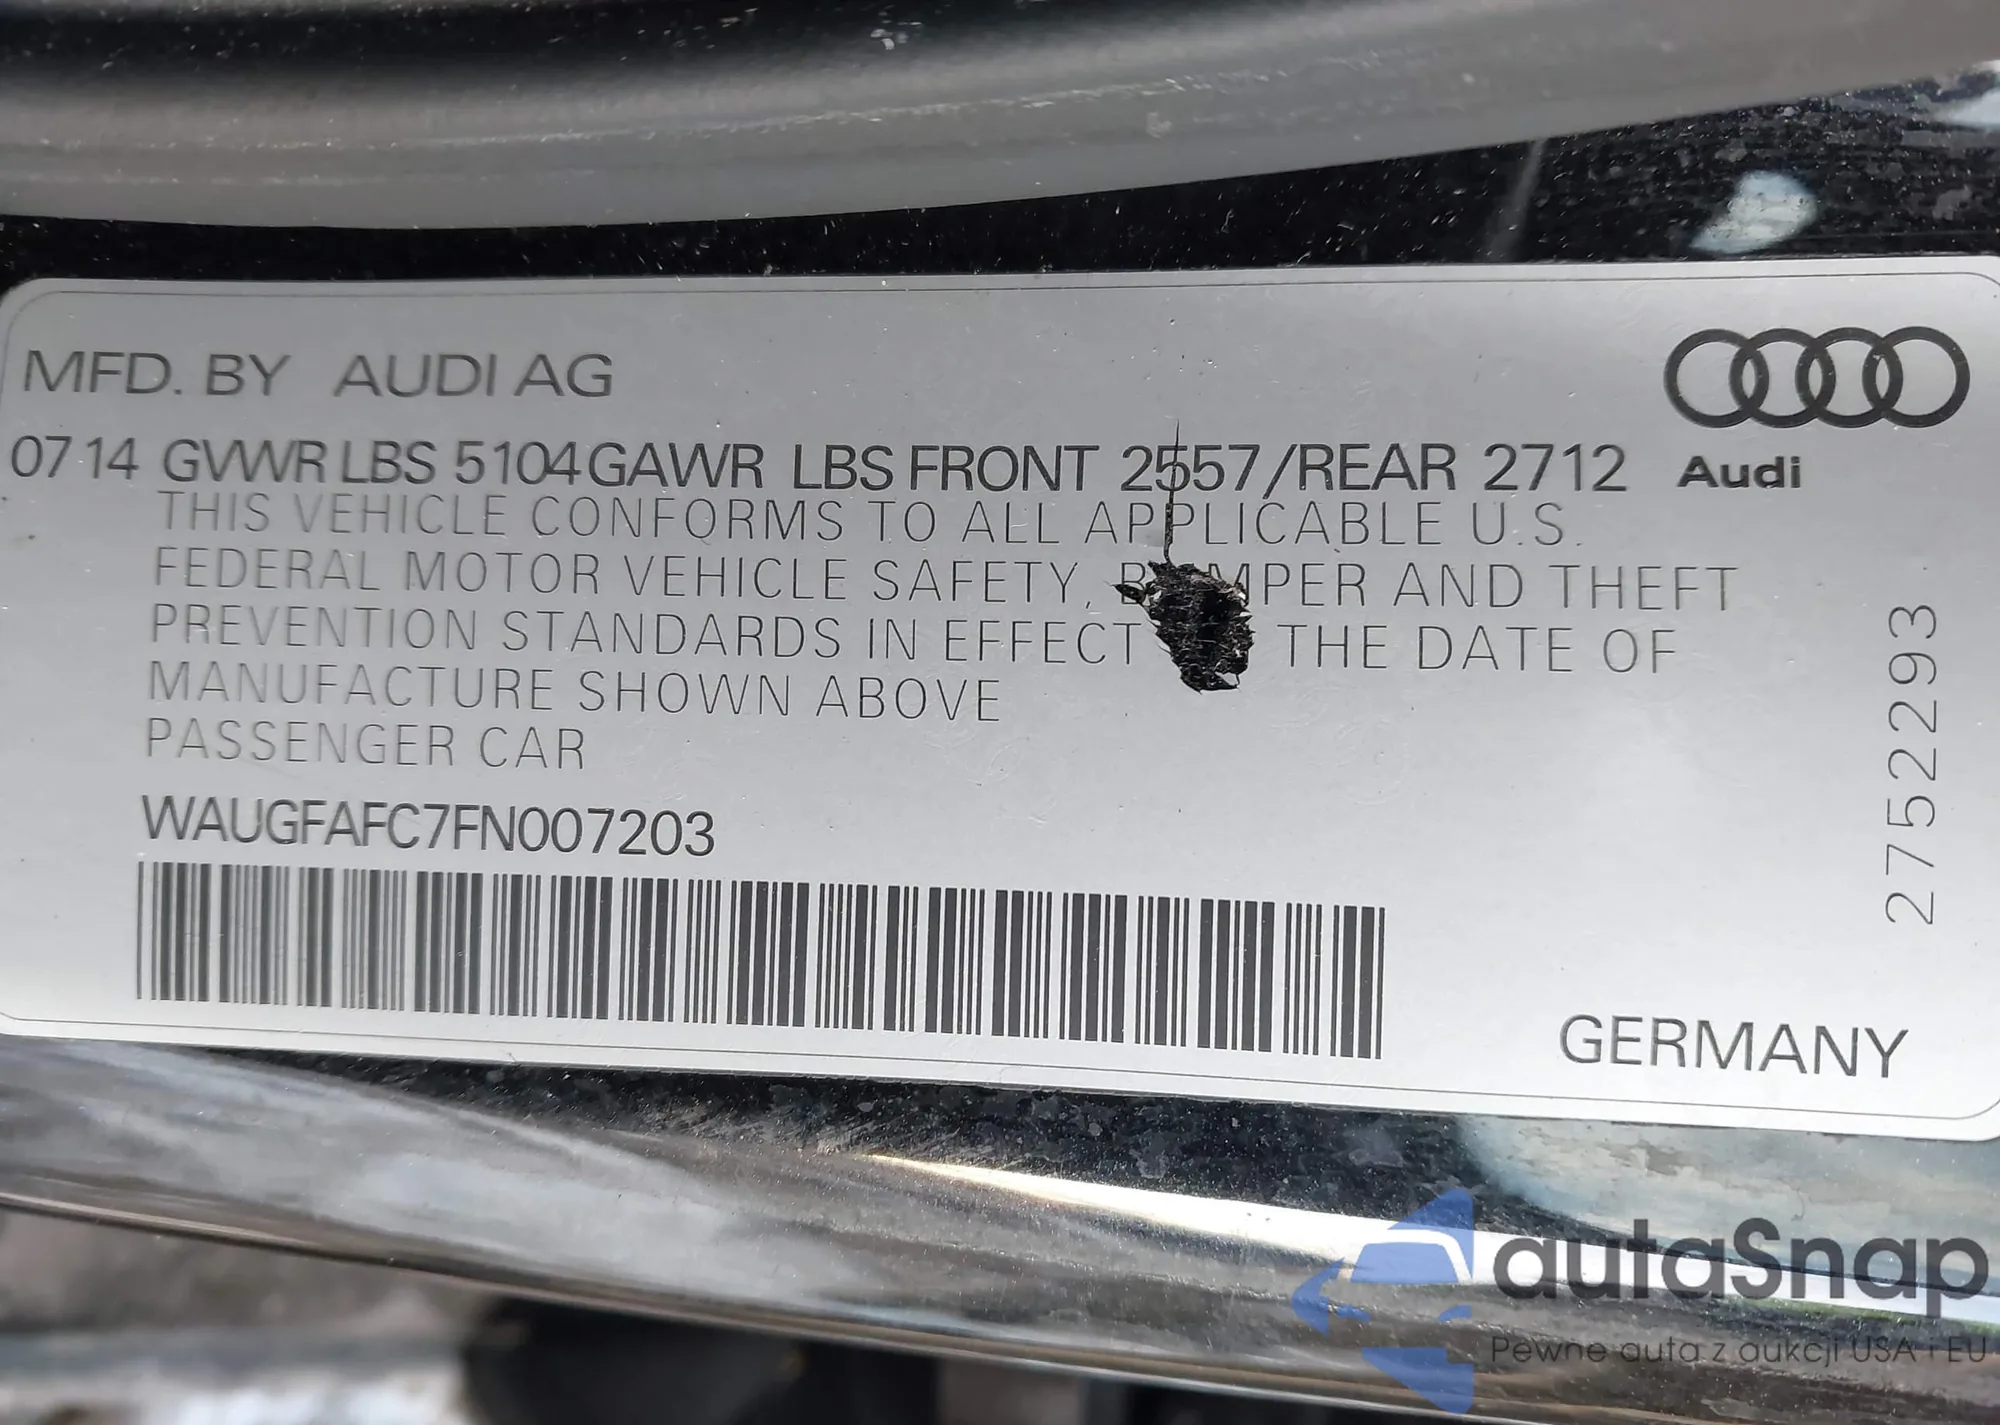 MFD. BY AUDI AG
0714 GVWR LBS 5104 GAWR LBS FRONT 2557/REAR 2712
Audi
THIS VEHICLE CONFORMS TO ALL APPLICABLE U.S.
FEDERAL MOTOR VEHICLE SAFETY, AND THEFT
PREVENTION STANDARDS IN EFFECT THE DATE OF
MANUFACTURE SHOWN ABOVE
PASSENGER CAR
WAUGFAFC7FN007203
2752293
GERMANY
autaSnap
Pewne auta z aukcji USA i EU